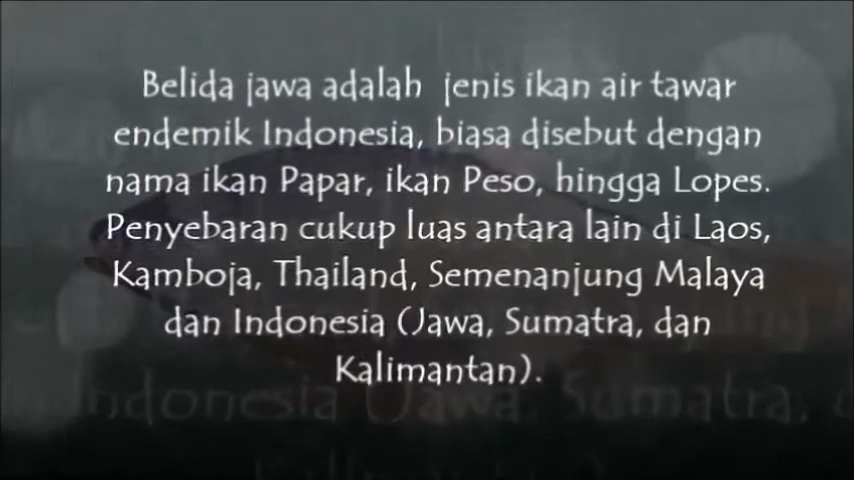 Belida jawa adalah jenis ikan air tawar
endemik Indonesia, biasa disebut dengan
nama ikan Papar, ikan Peso, hingga Lopes.
Penyebaran cukup luas antara lain di Laos,
Kamboja, Thailand, Semenanjung Malaya
dan Indonesia (Jawa, Sumatra, dan
Kalimantan).